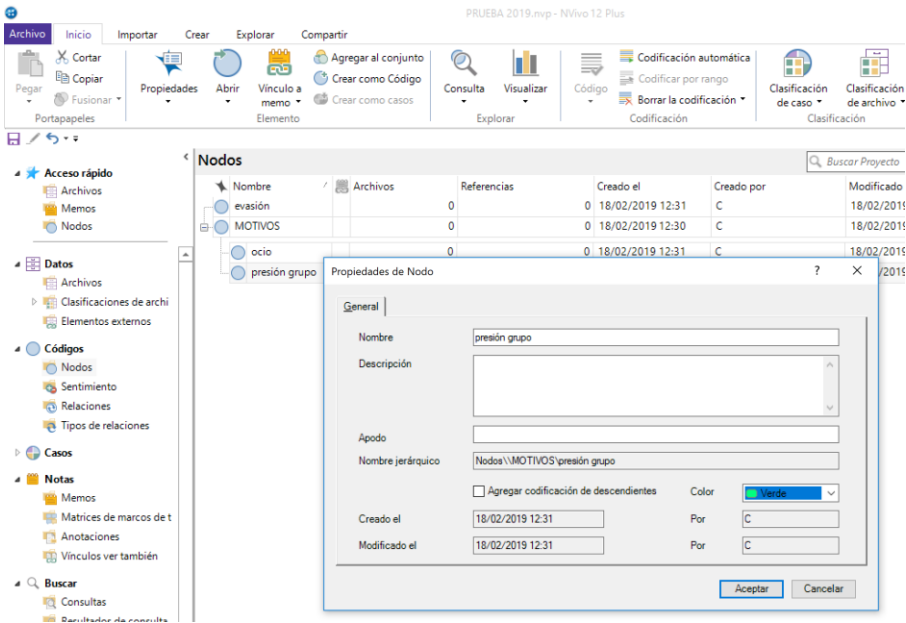 PRUEBA 2019.nvp - NVivo 12 Plus
Archivo Inicio Importar Crear Explorar Compartir
Pegar
Cortar
Copiar
Fusionar
Portapapeles
Propiedades
Abrir
Vínculo a
memo
Agregar al conjunto
Crear como Código
Crear como casos
Elemento
Consulta
Visualizar
Explorar
Código
Codificación automática
Codificar por rango
Borrar la codificación
Codificación
Clasificación
de caso
Clasificación
de archivo
Clasificación
Acceso rápido
Archivos
Memos
Nodos
Datos
Archivos
Clasificaciones de archi
Elementos externos
Códigos
Nodos
Sentimiento
Relaciones
Tipos de relaciones
Casos
Notas
Memos
Matrices de marcos de t
Anotaciones
Vínculos ver también
Buscar
Consultas
Resultados de consulta
Nodos
Buscar Proyecto
Nombre Archivos Referencias Creado el Creado por Modificado
evasión 0 0 18/02/2019 12:31 C 18/02/2019
MOTIVOS 0 0 18/02/2019 12:30 C 18/02/2019
ocio 0 0 18/02/2019 12:31 C 18/02/2019
presión grupo /2019
Propiedades de Nodo ?
General
Nombre presión grupo
Descripción
Apodo
Nombre jerárquico Nodos\\MOTIVOS\presión grupo
Agregar codificación de descendientes Color Verde
Creado el 18/02/2019 12:31 Por C
Modificado el 18/02/2019 12:31 Por C
Aceptar Cancelar